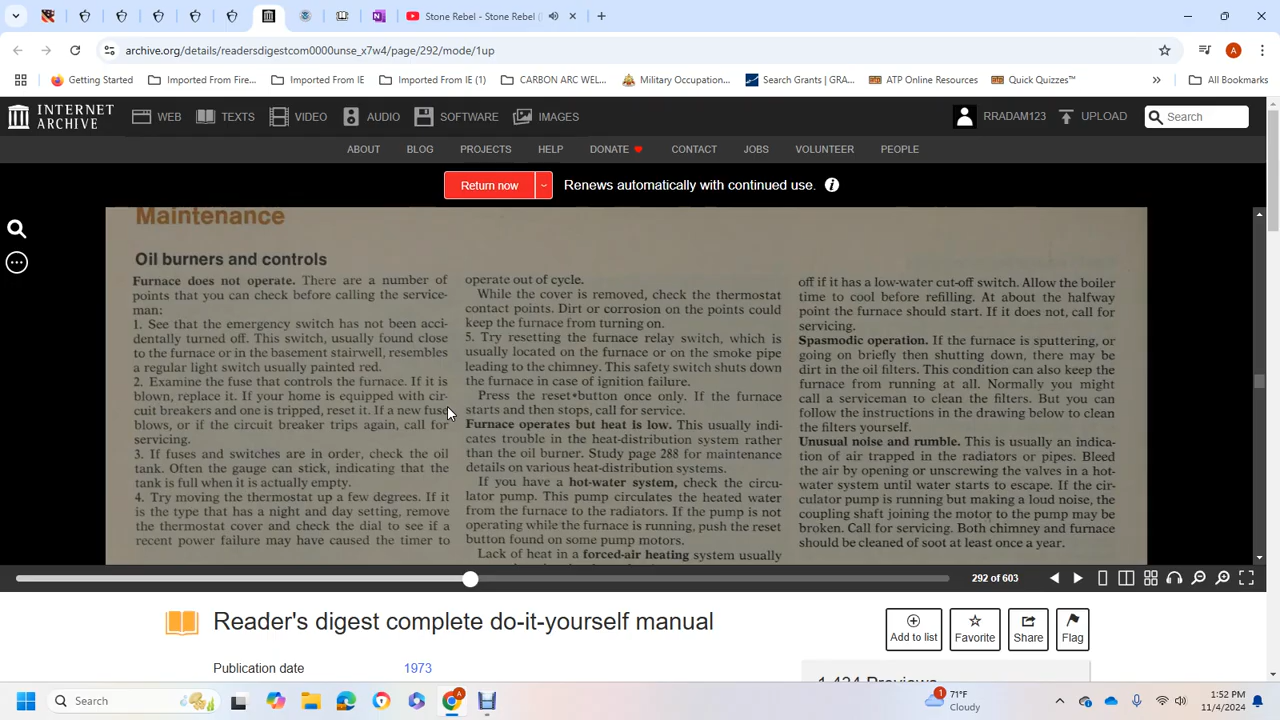 Stone Rebel - Stone Rebel (
archive.org/details/readersdigestcom0000unse_x7w4/page/292/mode/1up
A
Getting Started
Imported From Fire...
Imported From IE
Imported From IE (1)
CARBON ARC WEL...
Military Occupation...
Search Grants | GRA...
ATP Online Resources
Quick Quizzes™
»
All Bookmarks
INTERNET
ARCHIVE
WEB
TEXTS
VIDEO
AUDIO
SOFTWARE
IMAGES
RRADAM123
UPLOAD
Search
ABOUT
BLOG
PROJECTS
HELP
DONATE
CONTACT
JOBS
VOLUNTEER
PEOPLE
Return now
Renews automatically with continued use.
Maintenance
Oil burners and controls
Furnace does not operate. There are a number of
points that you can check before calling the service-
man:
1. See that the emergency switch has not been acci-
dentally turned off. This switch, usually found close
to the furnace or in the basement stairwell, resembles
a regular light switch usually painted red.
2. Examine the fuse that controls the furnace. If it is
blown, replace it. If your home is equipped with cir-
cuit breakers and one is tripped, reset it. If a new fuse
blows, or if the circuit breaker trips again, call for
servicing.
3. If fuses and switches are in order, check the oil
tank. Often the gauge can stick, indicating that the
tank is full when it is actually empty.
4. Try moving the thermostat up a few degrees. If it
is the type that has a night and day setting, remove
the thermostat cover and check the dial to see if a
recent power failure may have caused the timer to
operate out of cycle.
While the cover is removed, check the thermostat
contact points. Dirt or corrosion on the points could
keep the furnace from turning on.
5. Try resetting the furnace relay switch, which is
usually located on the furnace or on the smoke pipe
leading to the chimney. This safety switch shuts down
the furnace in case of ignition failure.
Press the reset button once only. If the furnace
starts and then stops, call for service.
Furnace operates but heat is low. This usually indi-
cates trouble in the heat-distribution system rather
than the oil burner. Study page 288 for maintenance
details on various heat-distribution systems.
If you have a hot-water system, check the circu-
lator pump. This pump circulates the heated water
from the furnace to the radiators. If the pump is not
operating while the furnace is running, push the reset
button found on some pump motors.
Lack of heat in a forced-air heating system usually
off if it has a low-water cut-off switch. Allow the boiler
time to cool before refilling. At about the halfway
point the furnace should start. If it does not, call for
servicing.
Spasmodic operation. If the furnace is sputtering, or
going on briefly then shutting down, there may be
dirt in the oil filters. This condition can also keep the
furnace from running at all. Normally you might
call a serviceman to clean the filters. But you can
follow the instructions in the drawing below to clean
the filters yourself.
Unusual noise and rumble. This is usually an indica-
tion of air trapped in the radiators or pipes. Bleed
the air by opening or unscrewing the valves in a hot-
water system until water starts to escape. If the cir-
culator pump is running but making a loud noise, the
coupling shaft joining the motor to the pump may be
broken. Call for servicing. Both chimney and furnace
should be cleaned of soot at least once a year.
292 of 603
Reader's digest complete do-it-yourself manual
Publication date
1973
Add to list
Favorite
Share
Flag
1,434 Previews
Search
1
71°F
Cloudy
1:52 PM
11/4/2024